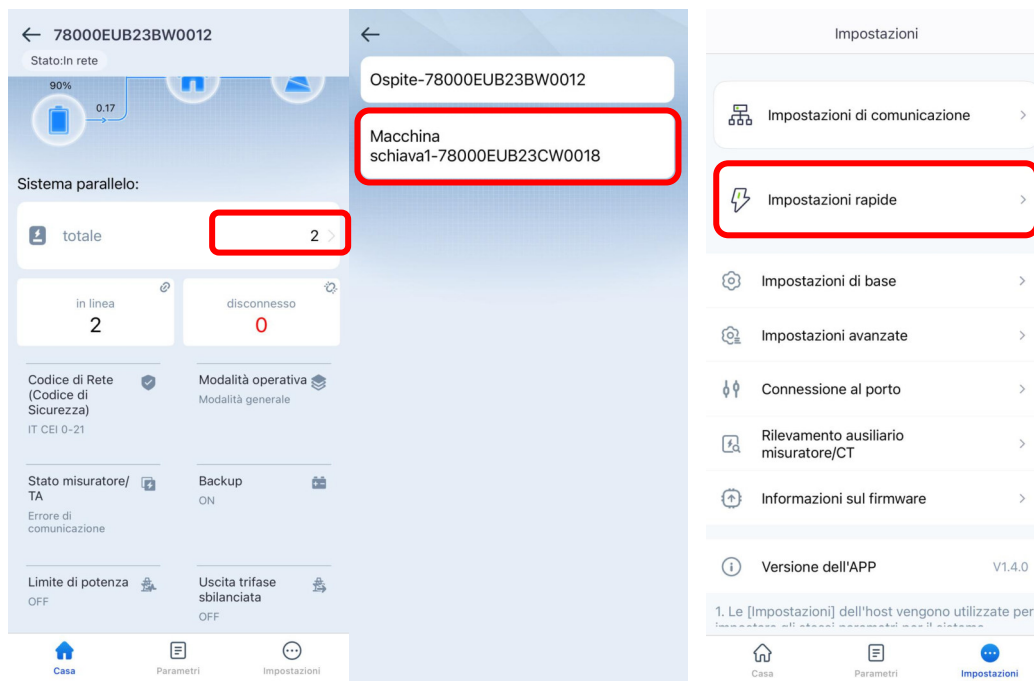 78000EUB23BW0012
Stato:In rete
90%
0.17
Sistema parallelo:
totale
2
in linea
2
disconnesso
0
Codice di Rete
(Codice di
Sicurezza)
IT CEI 0-21
Modalità operativa
Modalità generale
Stato misuratore/
TA
Errore di
comunicazione
Backup
ON
Limite di potenza
OFF
Uscita trifase
sbilanciata
OFF
Casa
Parametri
Impostazioni
Ospite-78000EUB23BW0012
Macchina
schiava1-78000EUB23CW0018
Impostazioni
Impostazioni di comunicazione
Impostazioni rapide
Impostazioni di base
Impostazioni avanzate
Connessione al porto
Rilevamento ausiliario
misuratore/CT
Informazioni sul firmware
Versione dell'APP
V1.4.0
1. Le [Impostazioni] dell'host vengono utilizzate per
Casa
Parametri
Impostazioni